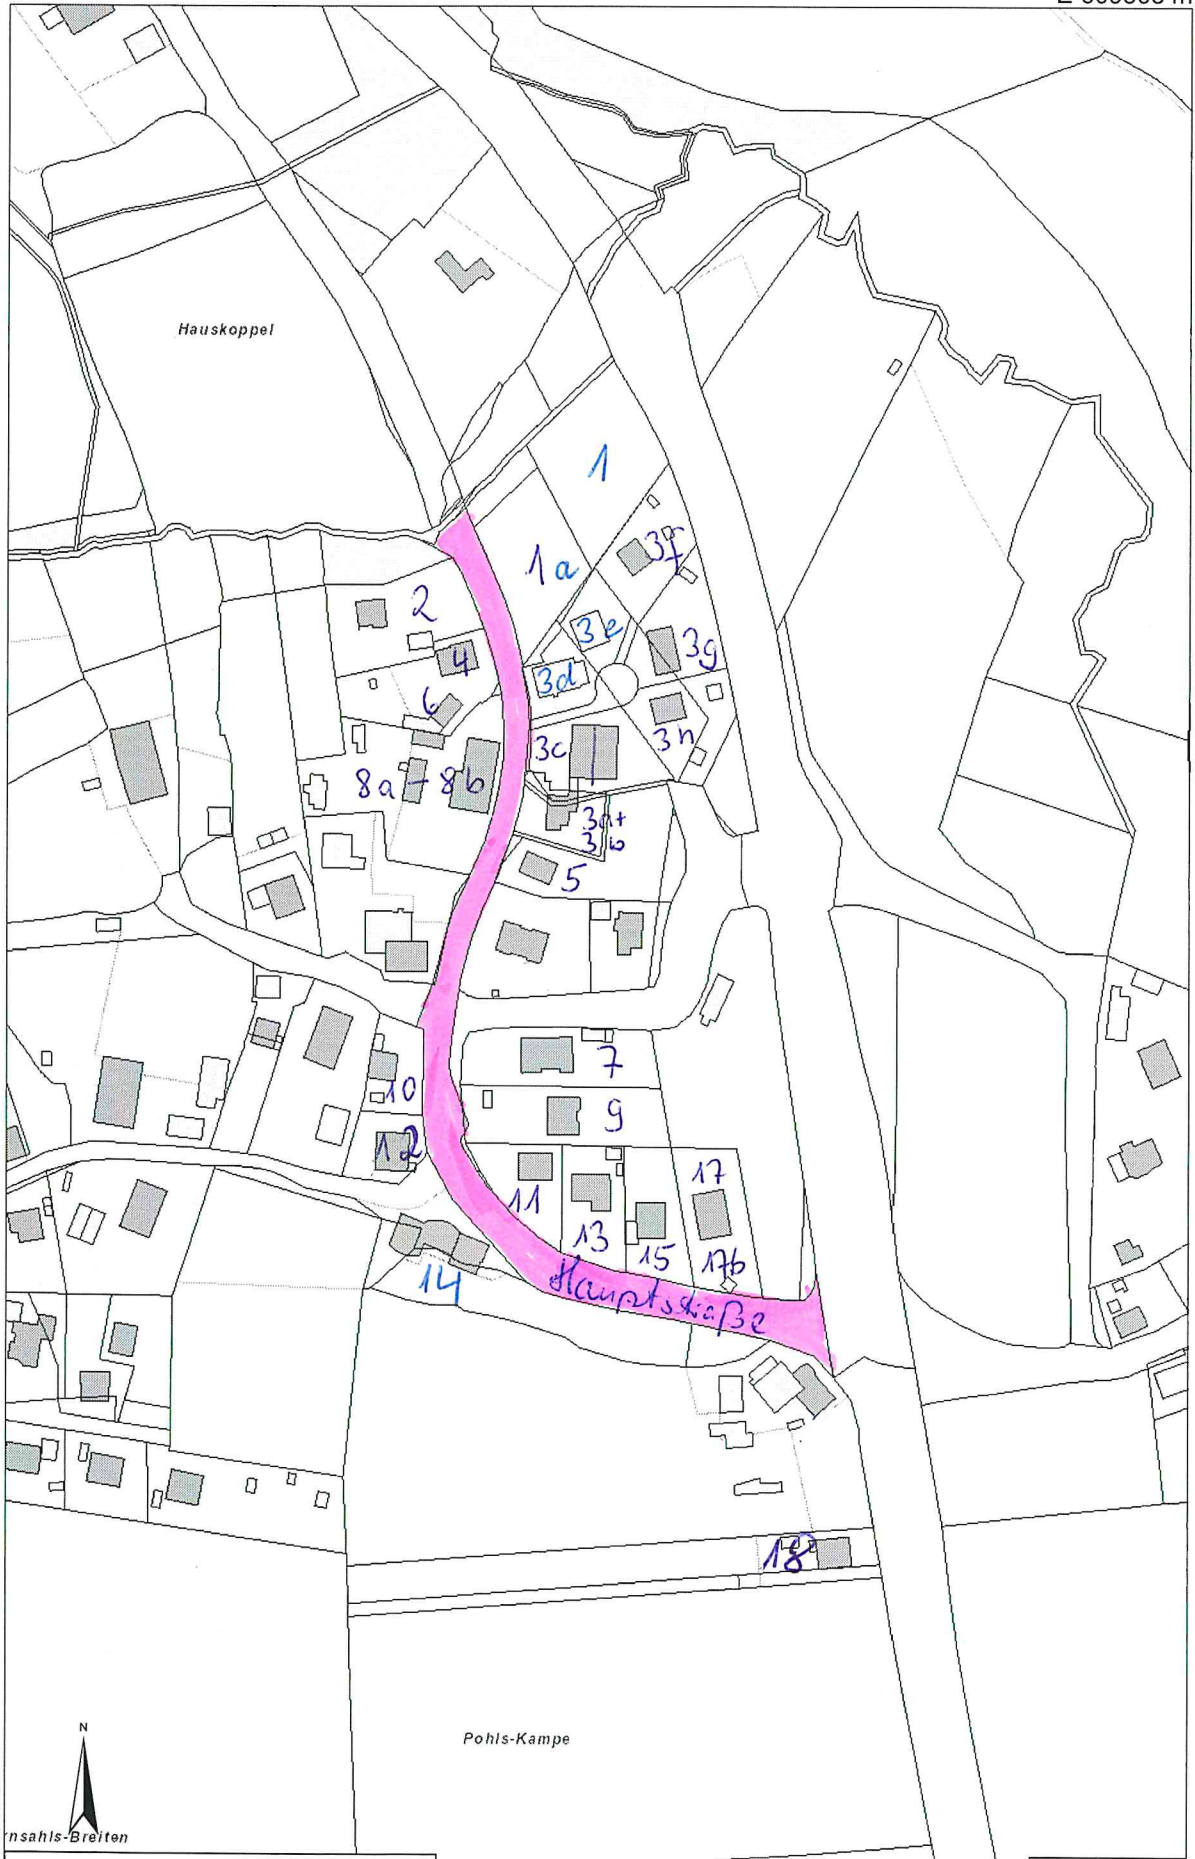 Hauskoppel
1
1a
3f
2
3e
3g
4
3d
6
3c
3h
8a - 8b
3a+
3b
5
7
10
9
12
11
17
13
15
17b
14
Hauptstraße
18
N
Pohls-Kampe
nsahls-Breiten